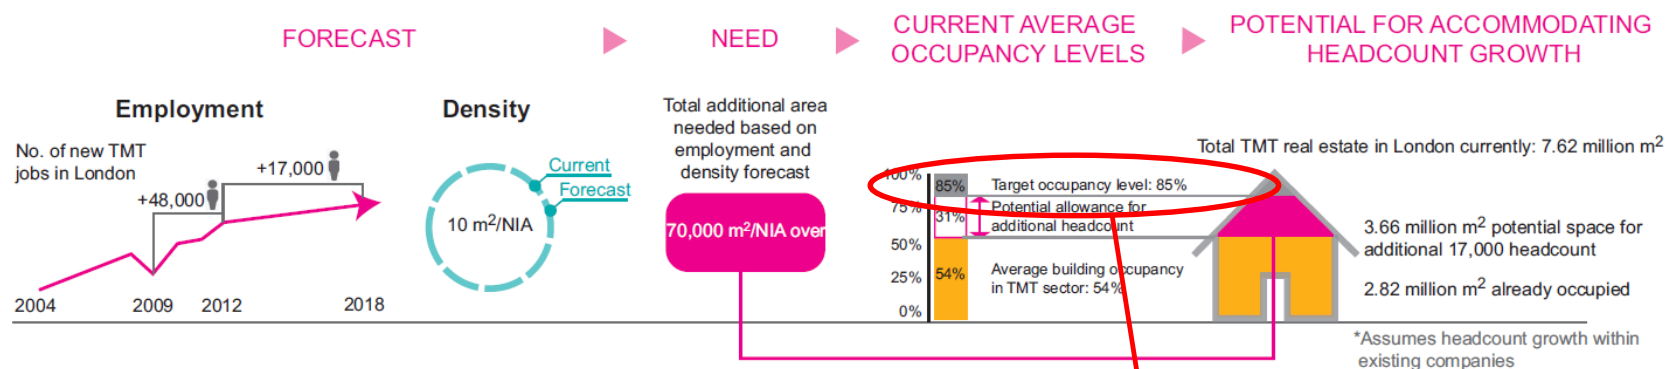 FORECAST
NEED
CURRENT AVERAGE
OCCUPANCY LEVELS
POTENTIAL FOR ACCOMMODATING
HEADCOUNT GROWTH
Employment
No. of new TMT
jobs in London
+48,000
+17,000
2004
2009
2012
2018
Density
Current
Forecast
10 m²/NIA
Total additional area
needed based on
employment and
density forecast
70,000 m²/NIA over
100%
75%
50%
25%
0%
85%
31%
54%
Target occupancy level: 85%
Potential allowance for
additional headcount
Average building occupancy
in TMT sector: 54%
Total TMT real estate in London currently: 7.62 million m²
3.66 million m² potential space for
additional 17,000 headcount
2.82 million m² already occupied
*Assumes headcount growth within
existing companies